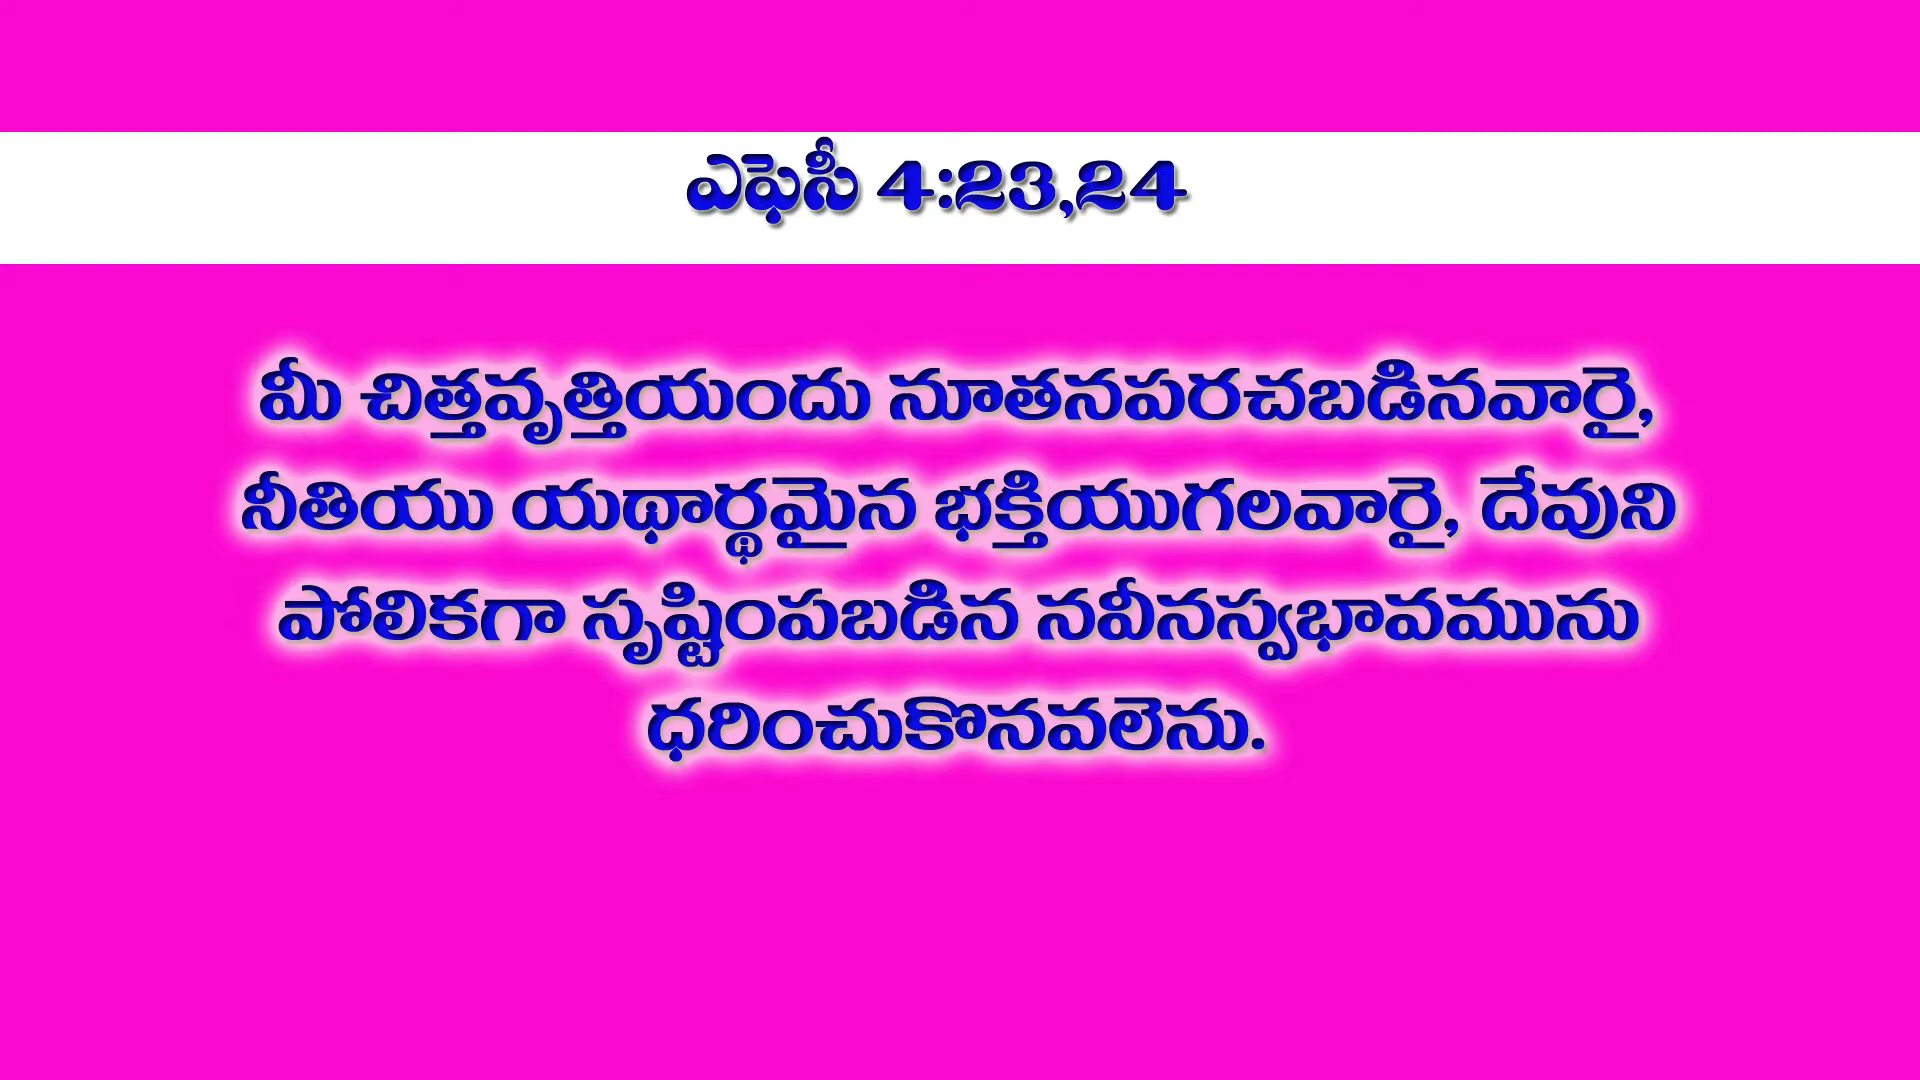 ఎఫెసీ 4:23,24
మీ చిత్తవృత్తియందు నూతనపరచబడినవారై,
నీతియు యథార్థమైన భక్తియుగలవారై, దేవుని
పోలికగా సృష్టింపబడిన నవీనస్వభావమును
ధరించుకొనవలెను.